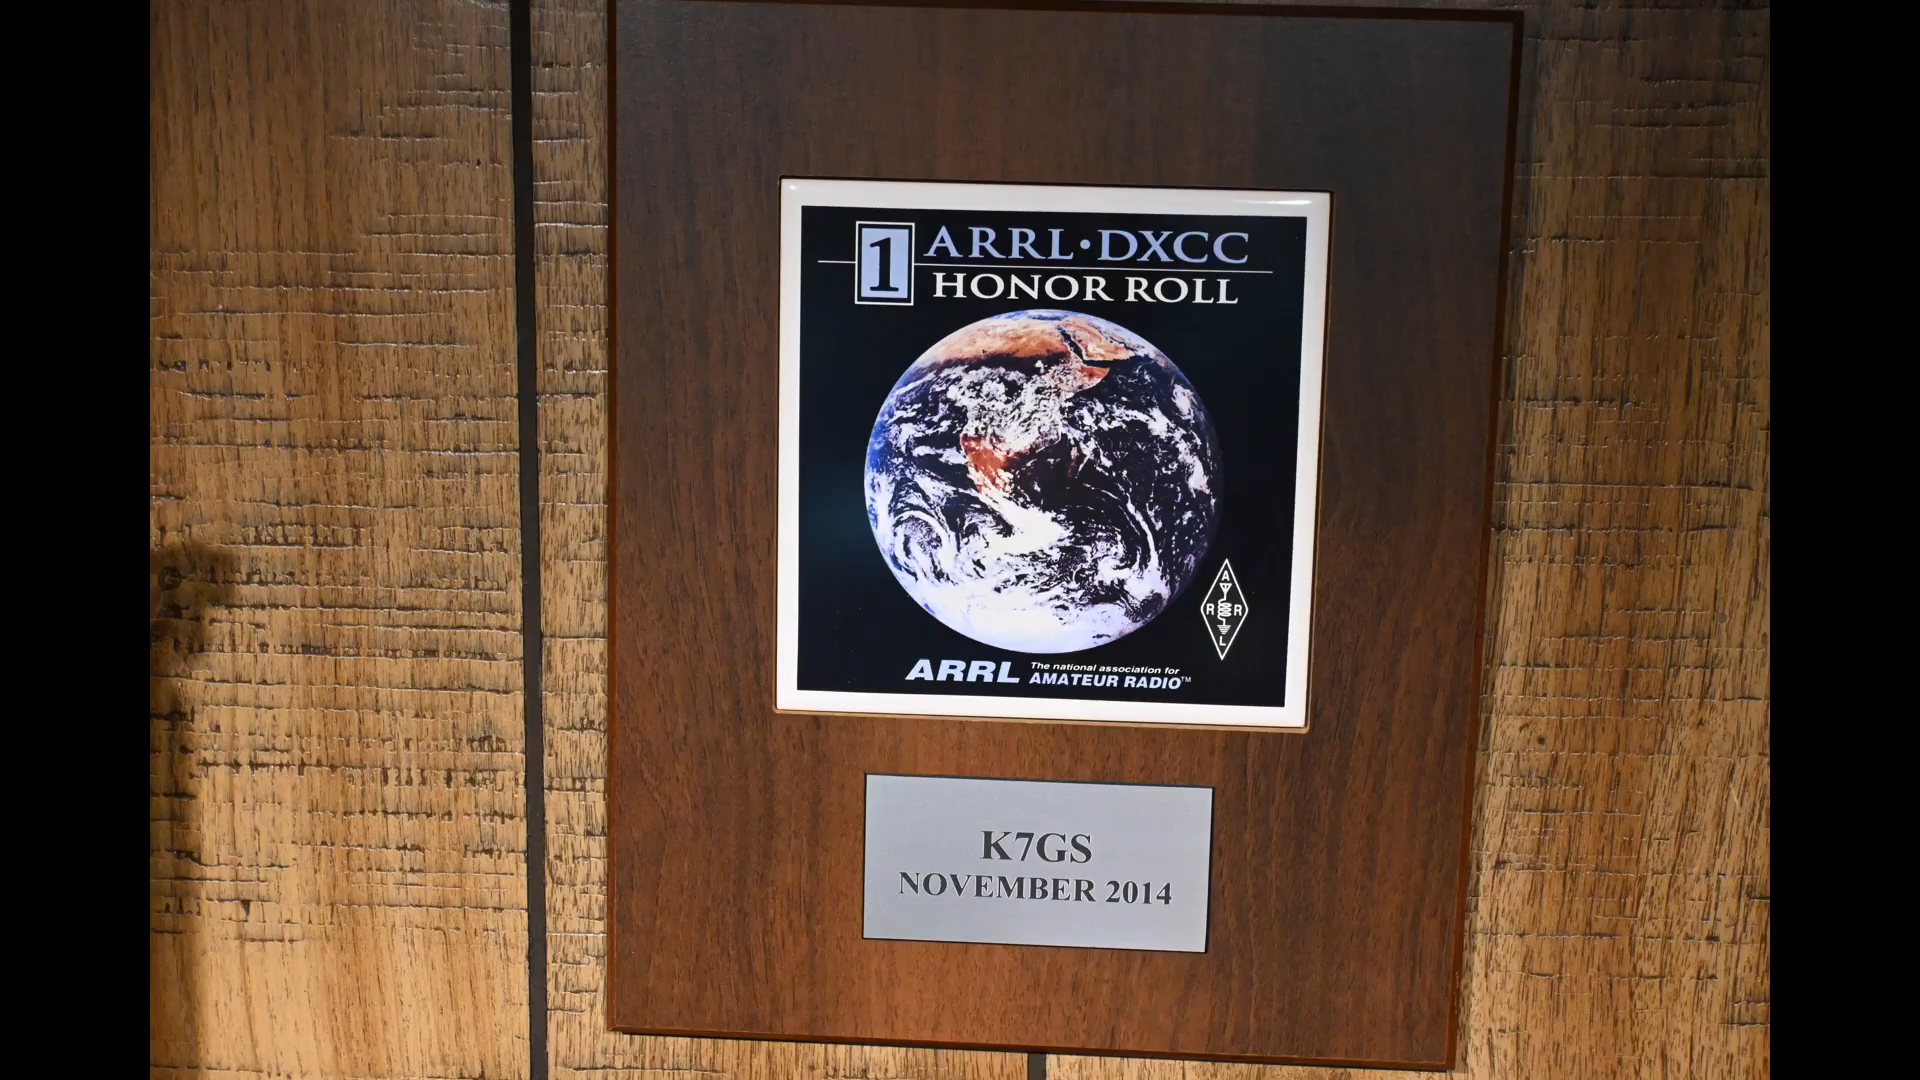 1
ARRL·DXCC
HONOR ROLL
A
R R
L
ARRL The national association for
AMATEUR RADIO™
K7GS
NOVEMBER 2014